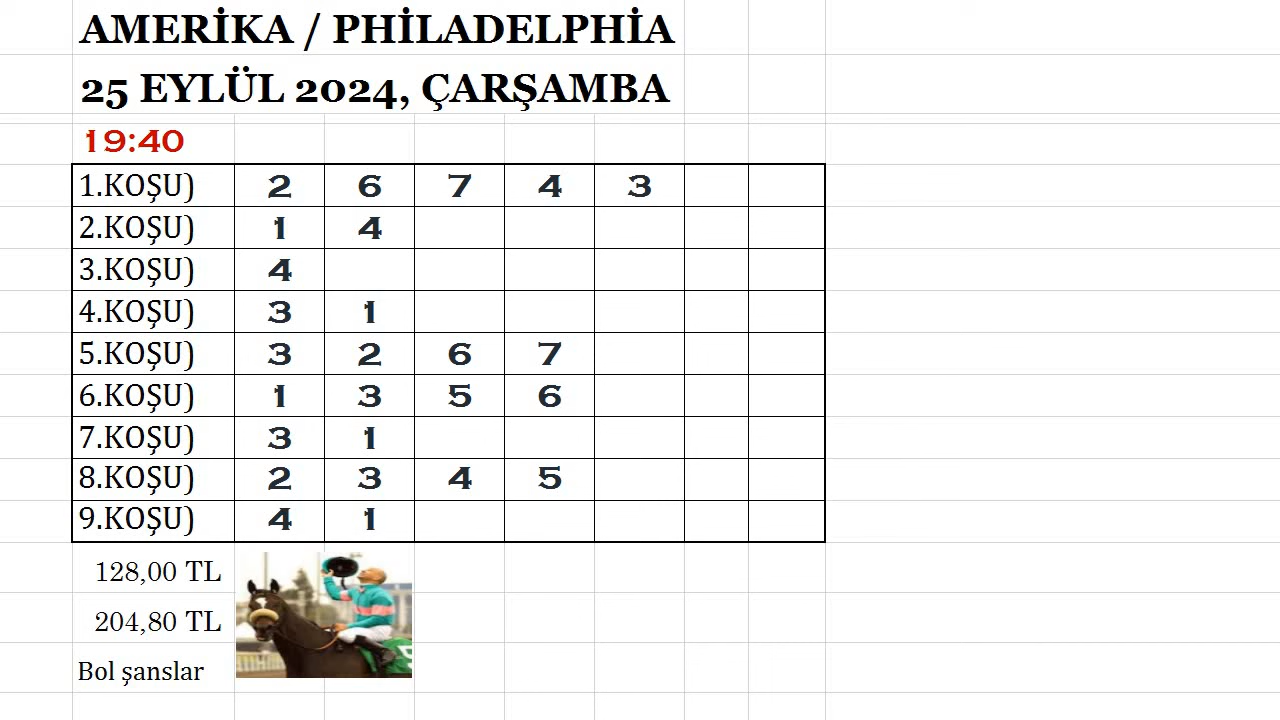 AMERİKA / PHİLADELPHİA
25 EYLÜL 2024, ÇARŞAMBA
19:40
1.KOŞU) 2 6 7 4 3
2.KOŞU) 1 4
3.KOŞU) 4
4.KOŞU) 3 1
5.KOŞU) 3 2 6 7
6.KOŞU) 1 3 5 6
7.KOŞU) 3 1
8.KOŞU) 2 3 4 5
9.KOŞU) 4 1
128,00 TL
204,80 TL
Bol şanslar